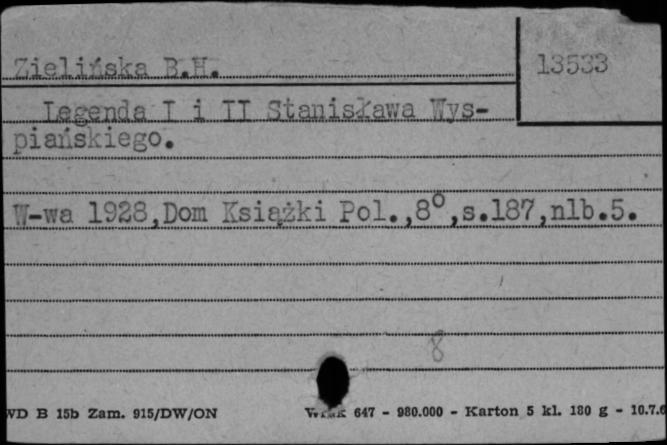 Zielińska B.H.
13533
Legenda I i II Stanisława Wys-
piańskiego.
W-wa 1928, Dom Książki Pol., 8°, s.187, nlb.5.
8
WD B 15b Zam. 915/DW/ON
647 - 980.000 - Karton 5 kl. 180 g - 10.7.6